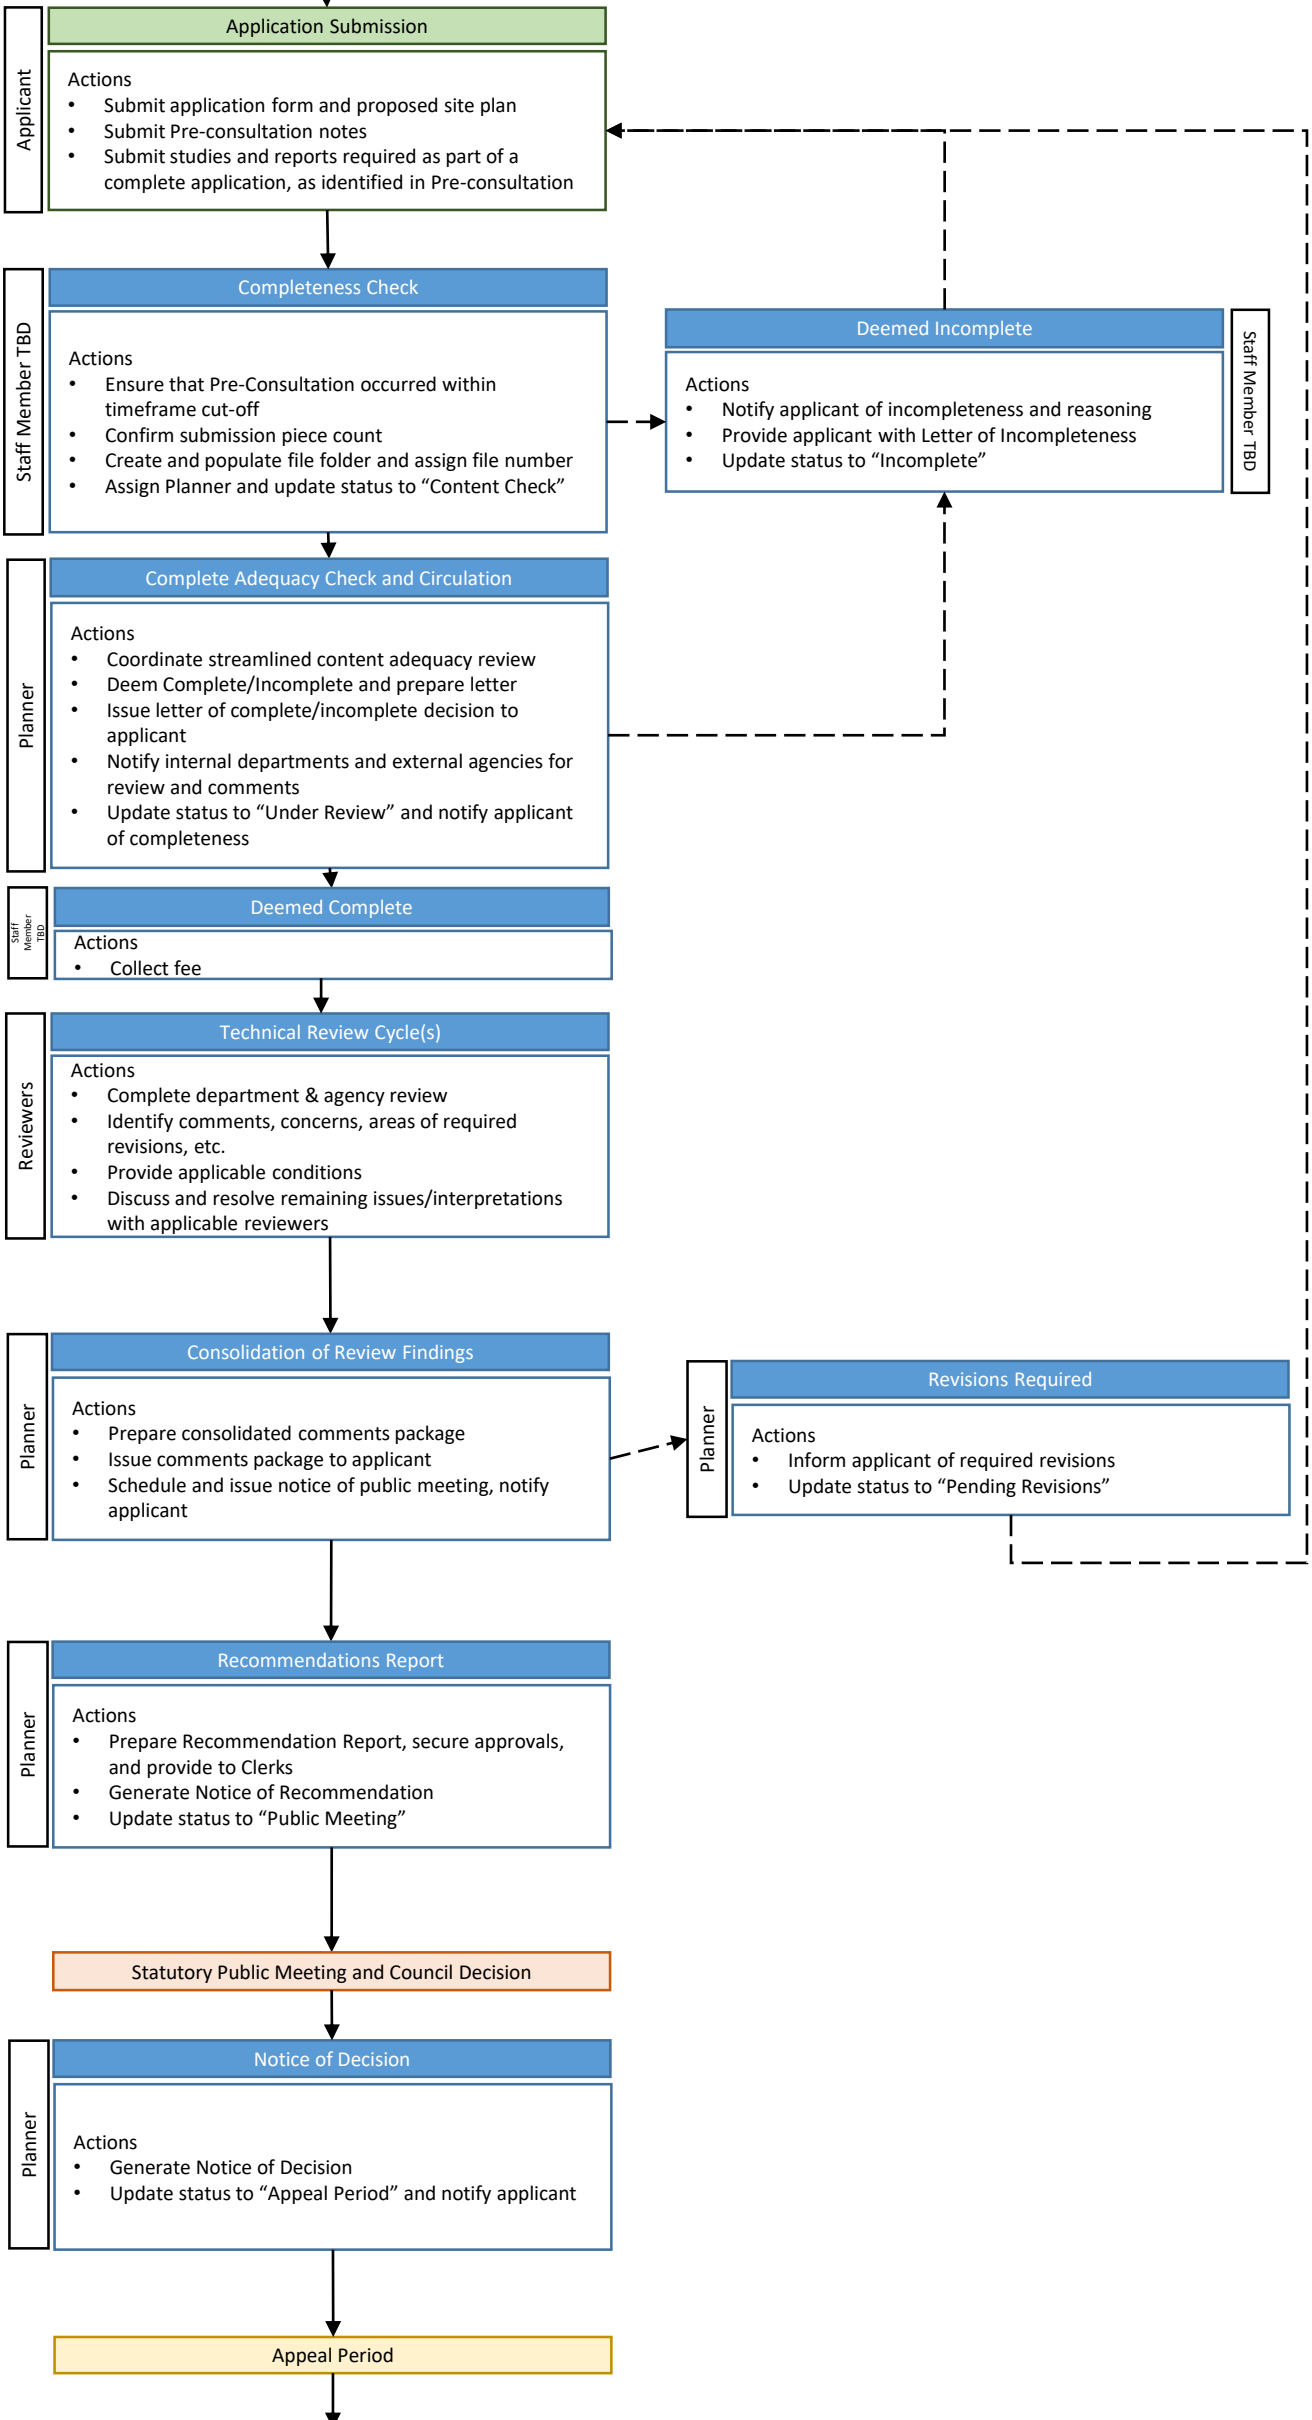 Application Submission
Applicant
Actions
• Submit application form and proposed site plan
• Submit Pre-consultation notes
• Submit studies and reports required as part of a
complete application, as identified in Pre-consultation
Completeness Check
Staff Member TBD
Actions
• Ensure that Pre-Consultation occurred within
timeframe cut-off
• Confirm submission piece count
• Create and populate file folder and assign file number
• Assign Planner and update status to “Content Check”
Deemed Incomplete
Staff Member TBD
Actions
• Notify applicant of incompleteness and reasoning
• Provide applicant with Letter of Incompleteness
• Update status to “Incomplete”
Complete Adequacy Check and Circulation
Planner
Actions
• Coordinate streamlined content adequacy review
• Deem Complete/Incomplete and prepare letter
• Issue letter of complete/incomplete decision to
applicant
• Notify internal departments and external agencies for
review and comments
• Update status to “Under Review” and notify applicant
of completeness
Deemed Complete
Staff
Member
TBD
Actions
• Collect fee
Technical Review Cycle(s)
Reviewers
Actions
• Complete department & agency review
• Identify comments, concerns, areas of required
revisions, etc.
• Provide applicable conditions
• Discuss and resolve remaining issues/interpretations
with applicable reviewers
Consolidation of Review Findings
Planner
Actions
• Prepare consolidated comments package
• Issue comments package to applicant
• Schedule and issue notice of public meeting, notify
applicant
Revisions Required
Planner
Actions
• Inform applicant of required revisions
• Update status to “Pending Revisions”
Recommendations Report
Planner
Actions
• Prepare Recommendation Report, secure approvals,
and provide to Clerks
• Generate Notice of Recommendation
• Update status to “Public Meeting”
Statutory Public Meeting and Council Decision
Notice of Decision
Planner
Actions
• Generate Notice of Decision
• Update status to “Appeal Period” and notify applicant
Appeal Period